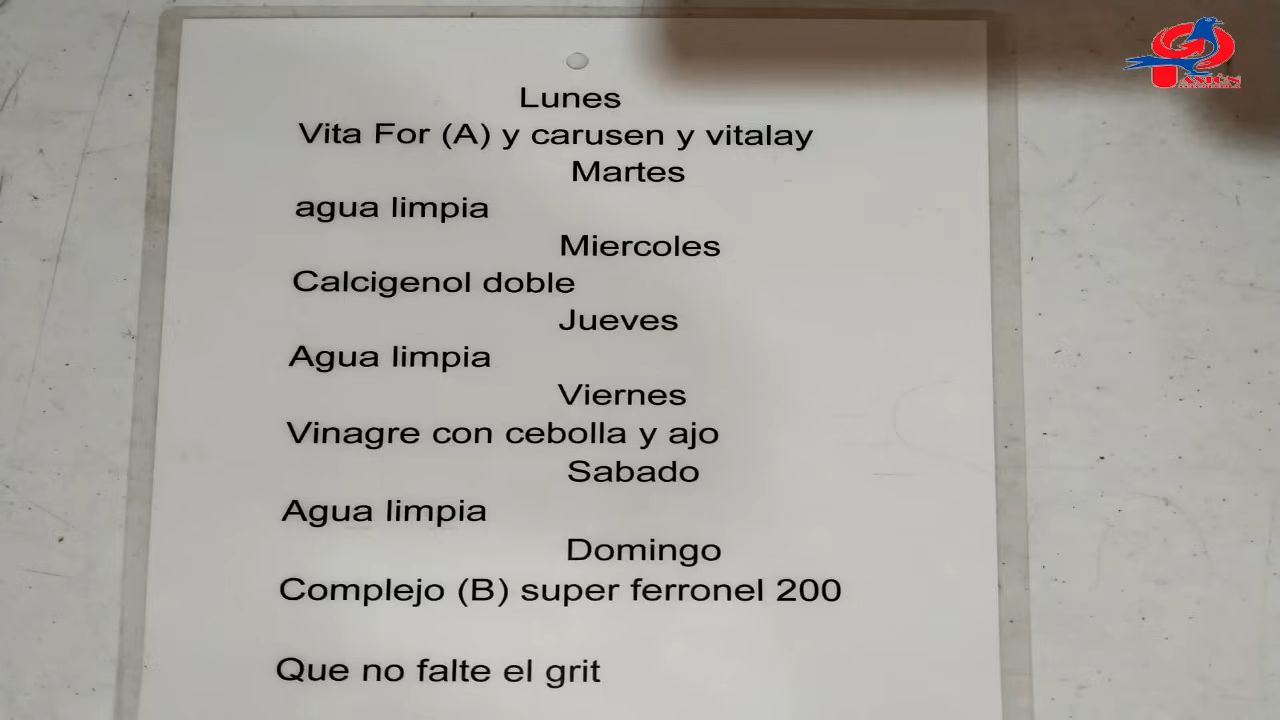 Lunes
Vita For (A) y carusen y vitalay
Martes
agua limpia
Miercoles
Calcigenol doble
Jueves
Agua limpia
Viernes
Vinagre con cebolla y ajo
Sabado
Agua limpia
Domingo
Complejo (B) super ferronel 200
Que no falte el grit